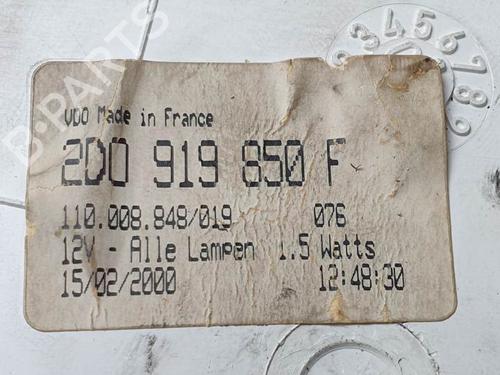 B-PARTS
VDO Made in France
2D0 919 850 F
110.008.848/019 076
12V - Alle Lampen 1.5 Watts
15/02/2000 12:48:30
3456789